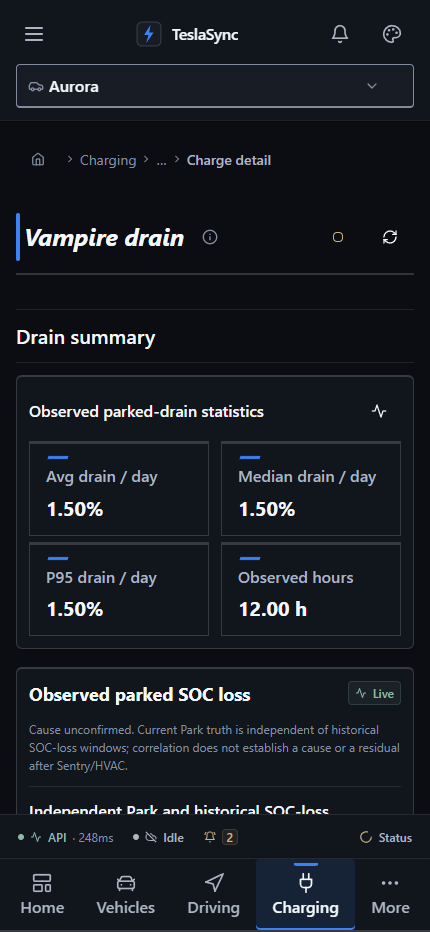 TeslaSync
Aurora
Charging
...
Charge detail
Vampire drain
Drain summary
Observed parked-drain statistics
Avg drain / day
1.50%
Median drain / day
1.50%
P95 drain / day
1.50%
Observed hours
12.00 h
Observed parked SOC loss
Live
Cause unconfirmed. Current Park truth is independent of historical
SOC-loss windows; correlation does not establish a cause or a residual
after Sentry/HVAC.
Independent Park and historical SOC-loss
API · 248ms
Idle
2
Status
Home
Vehicles
Driving
Charging
More